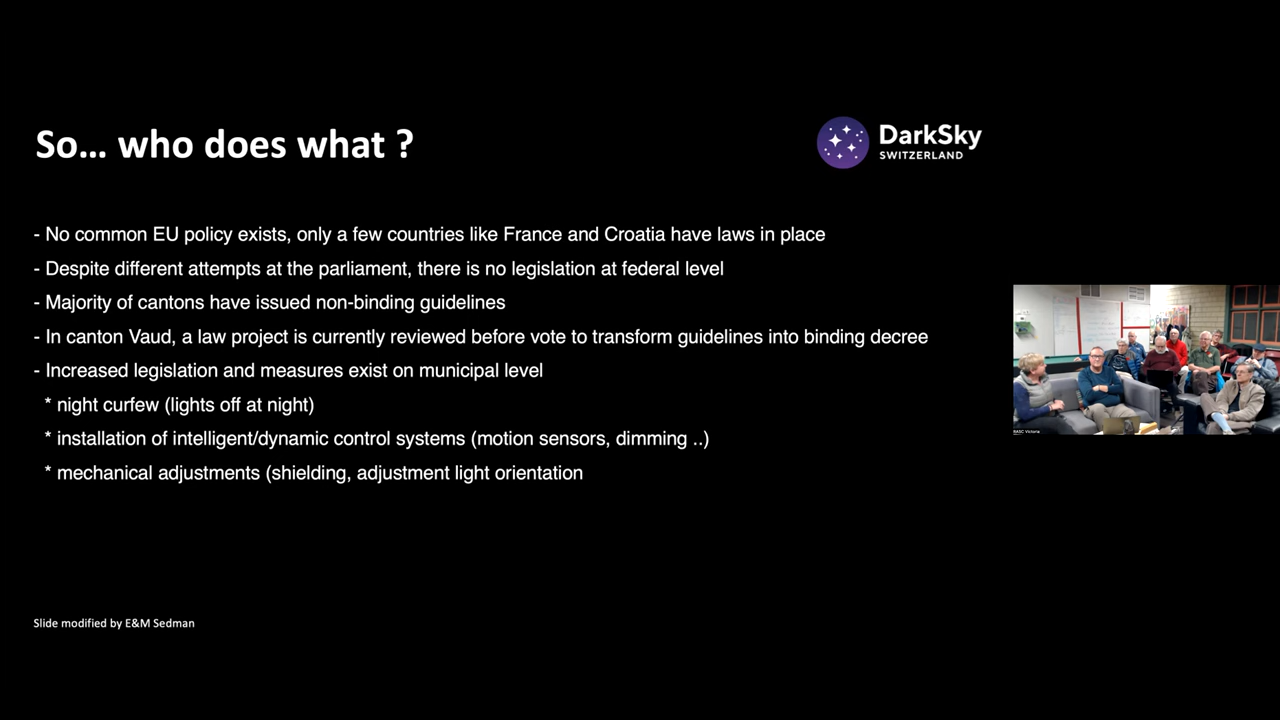 So... who does what ?
DarkSky
SWITZERLAND
- No common EU policy exists, only a few countries like France and Croatia have laws in place
- Despite different attempts at the parliament, there is no legislation at federal level
- Majority of cantons have issued non-binding guidelines
- In canton Vaud, a law project is currently reviewed before vote to transform guidelines into binding decree
- Increased legislation and measures exist on municipal level
* night curfew (lights off at night)
* installation of intelligent/dynamic control systems (motion sensors, dimming ..)
* mechanical adjustments (shielding, adjustment light orientation
RASC Victoria
Slide modified by E&M Sedman